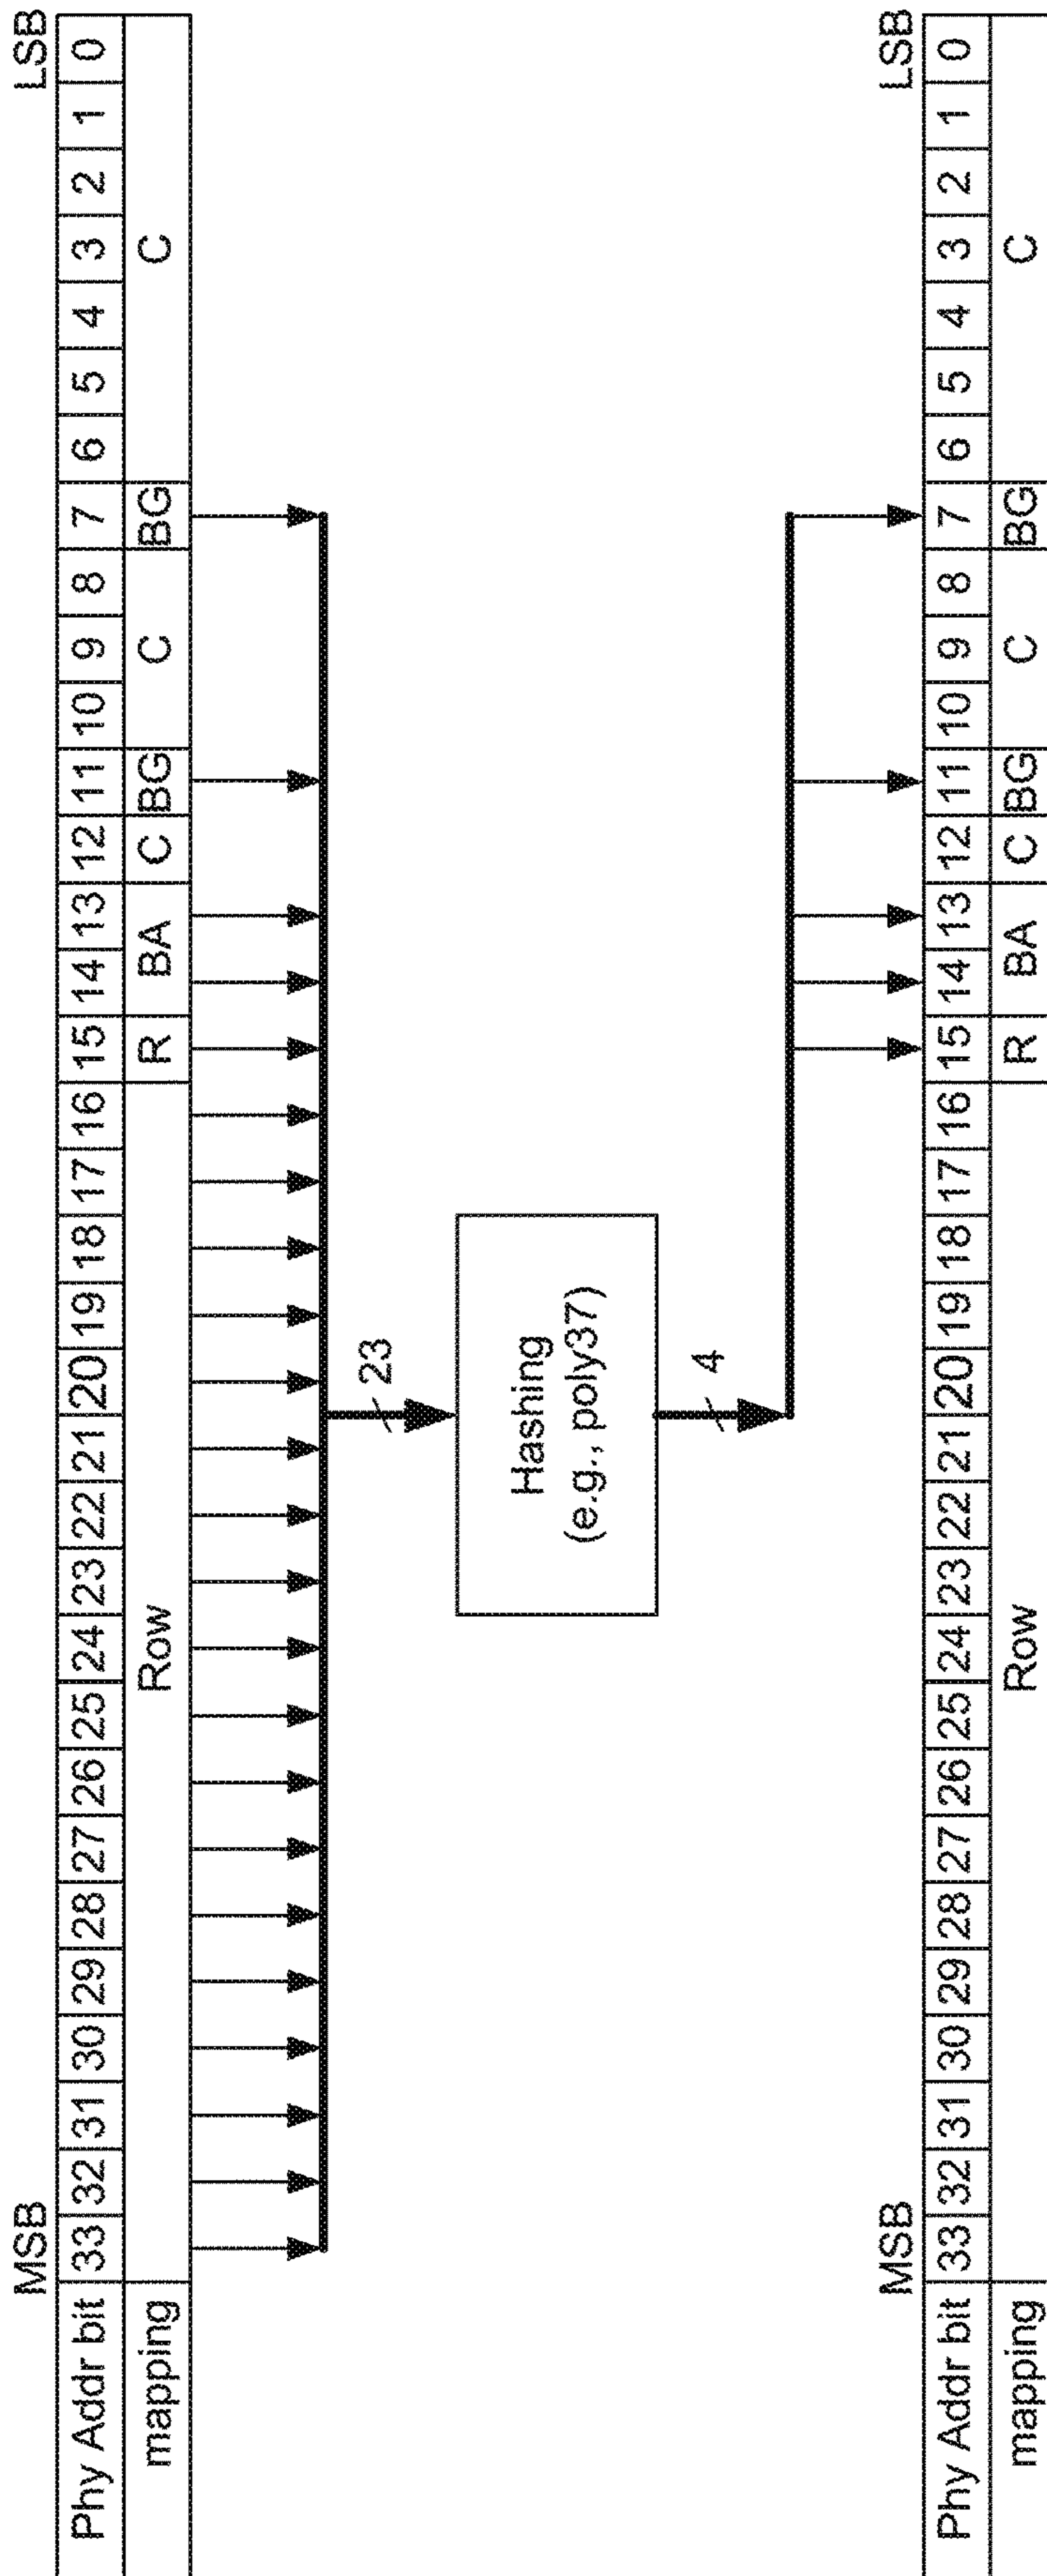 MSB LSB
Phy Addr bit 33 32 31 30 29 28 27 26 25 24 23 22 21 20 19 18 17 16 15 14 13 12 11 10 9 8 7 6 5 4 3 2 1 0
mapping Row R BA C BG C BG C
23
Hashing
(e.g., poly37)
4
MSB LSB
Phy Addr bit 33 32 31 30 29 28 27 26 25 24 23 22 21 20 19 18 17 16 15 14 13 12 11 10 9 8 7 6 5 4 3 2 1 0
mapping Row R BA C BG C BG C